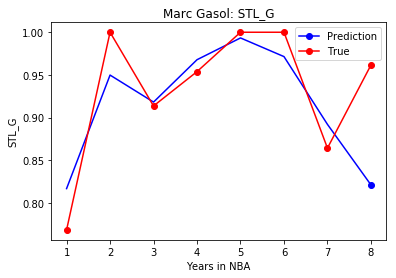 Marc Gasol: STL_G
Prediction
True
STL_G
1.00
0.95
0.90
0.85
0.80
1 2 3 4 5 6 7 8
Years in NBA